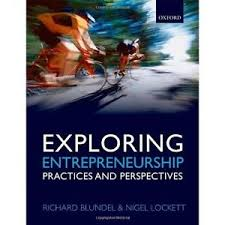 OXFORD
EXPLORING
ENTREPRENEURSHIP
PRACTICES AND PERSPECTIVES
RICHARD BLUNDEL & NIGEL LOCKETT